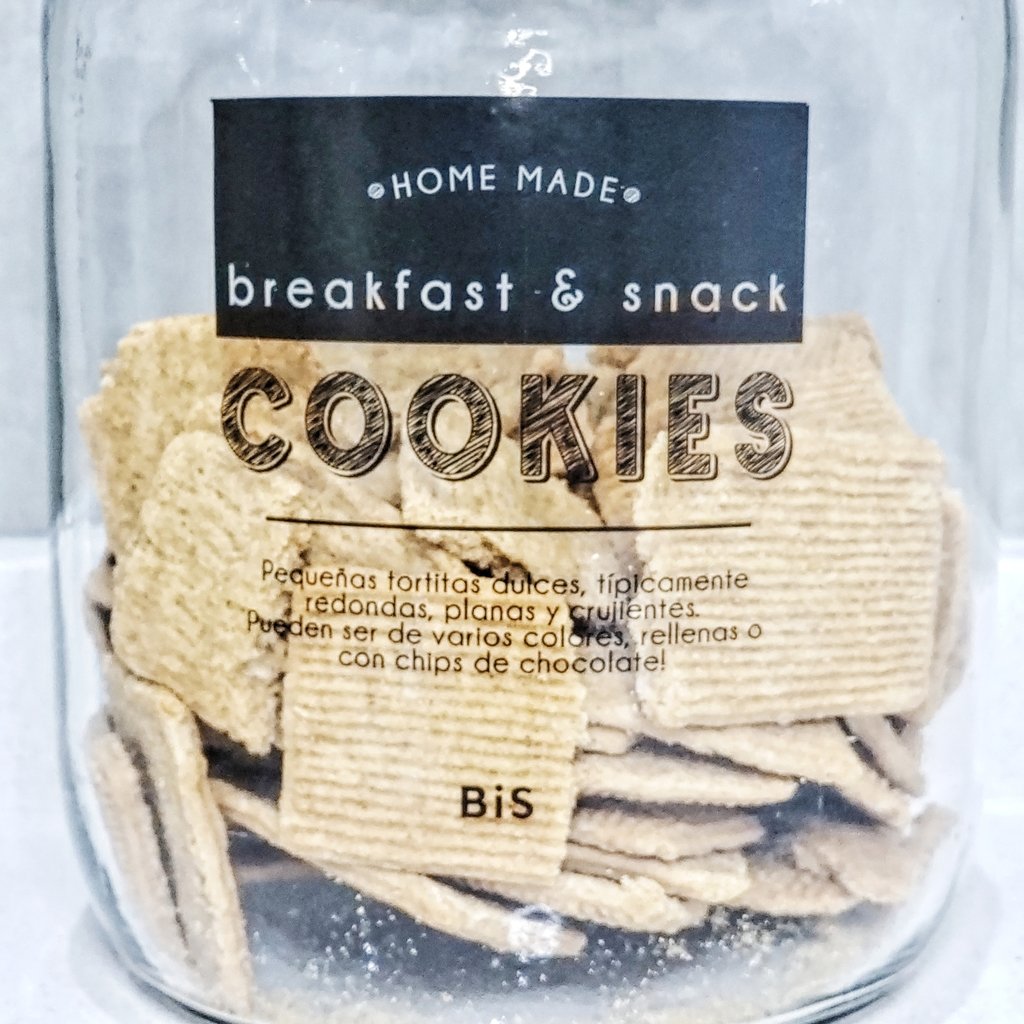 HOME MADE
breakfast & snack
COOKIES
Pequeñas tortitas dulces, típicamente
redondas, planas y crujientes.
Pueden ser de varios colores, rellenas o
con chips de chocolate!
BiS